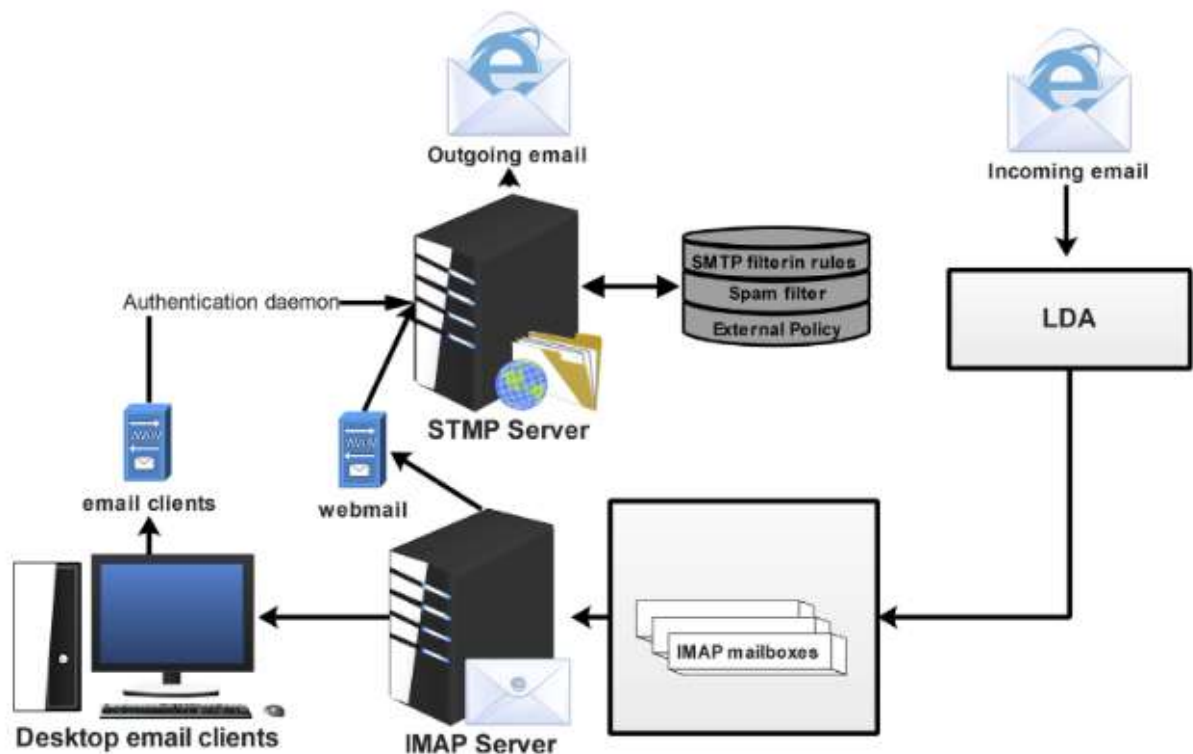 Outgoing email
Incoming email
SMTP filterin rules
Spam filter
External Policy
LDA
Authentication daemon
STMP Server
email clients
webmail
IMAP mailboxes
Desktop email clients
IMAP Server